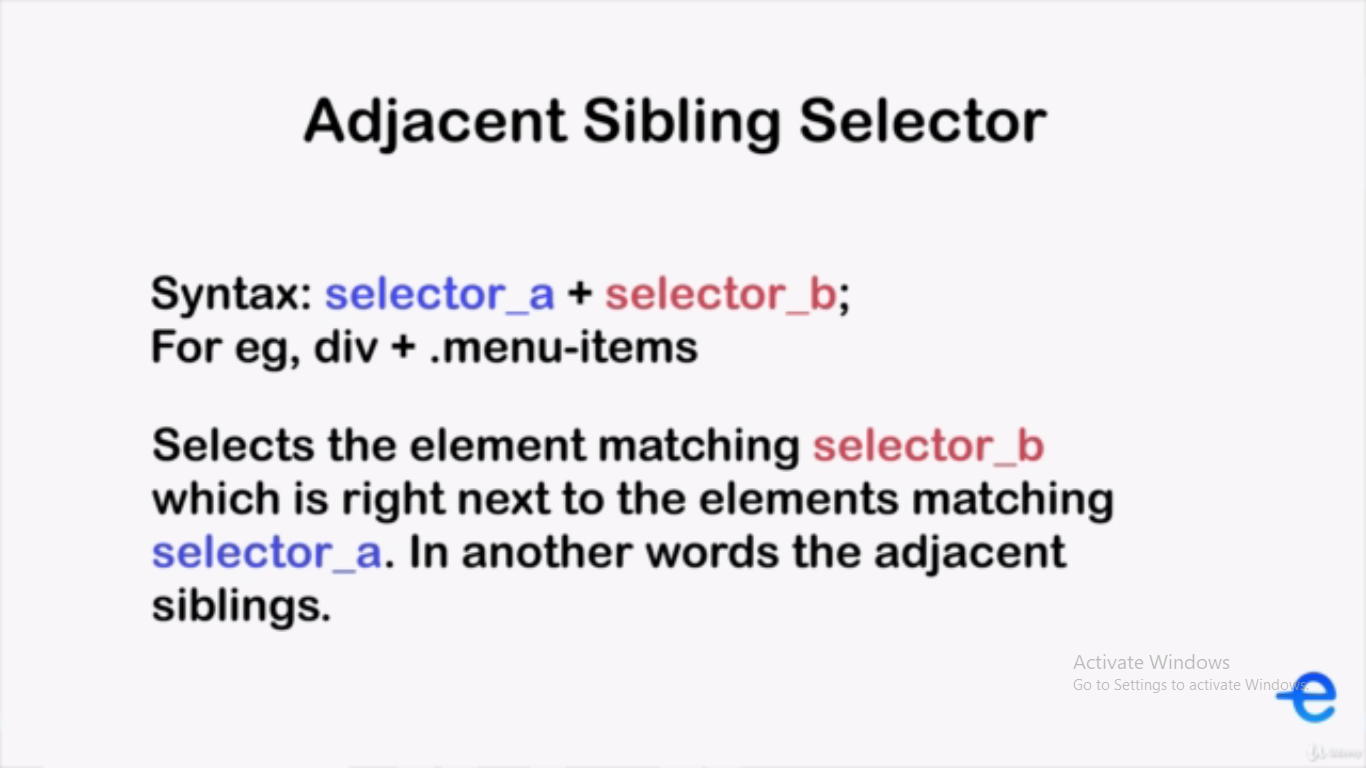 Adjacent Sibling Selector
Syntax: selector_a + selector_b;
For eg, div + .menu-items
Selects the element matching selector_b
which is right next to the elements matching
selector_a. In another words the adjacent
siblings.
Activate Windows
Go to Settings to activate Windows.
e
Udemy